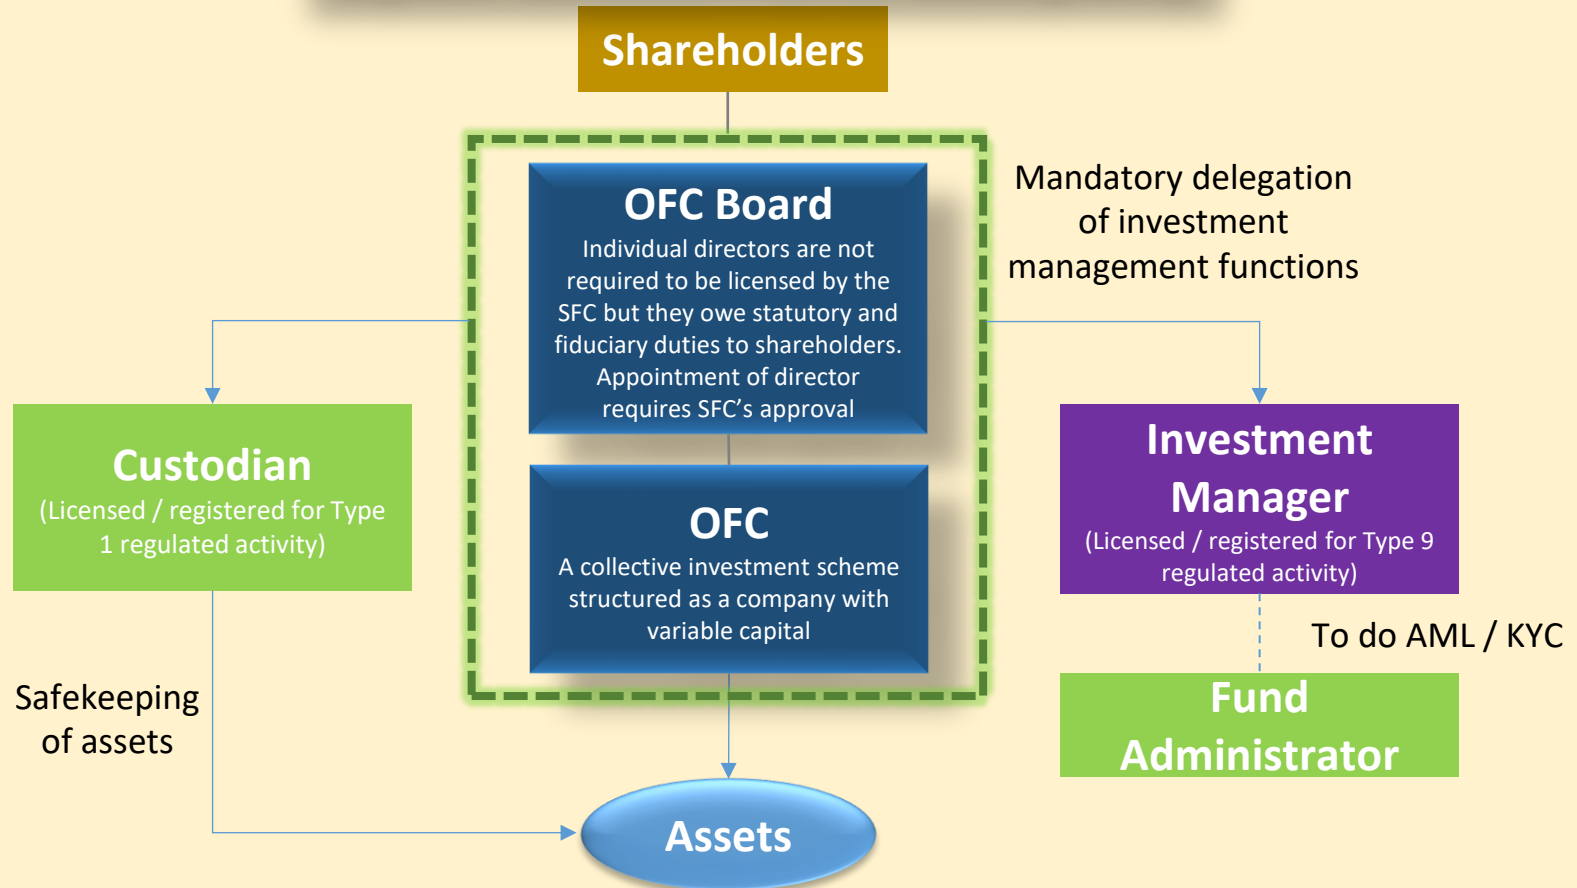 Shareholders
OFC Board
Individual directors are not
required to be licensed by the
SFC but they owe statutory and
fiduciary duties to shareholders.
Appointment of director
requires SFC’s approval
Mandatory delegation
of investment
management functions
Custodian
(Licensed / registered for Type
1 regulated activity)
OFC
A collective investment scheme
structured as a company with
variable capital
Investment
Manager
(Licensed / registered for Type 9
regulated activity)
To do AML / KYC
Safekeeping
of assets
Fund
Administrator
Assets